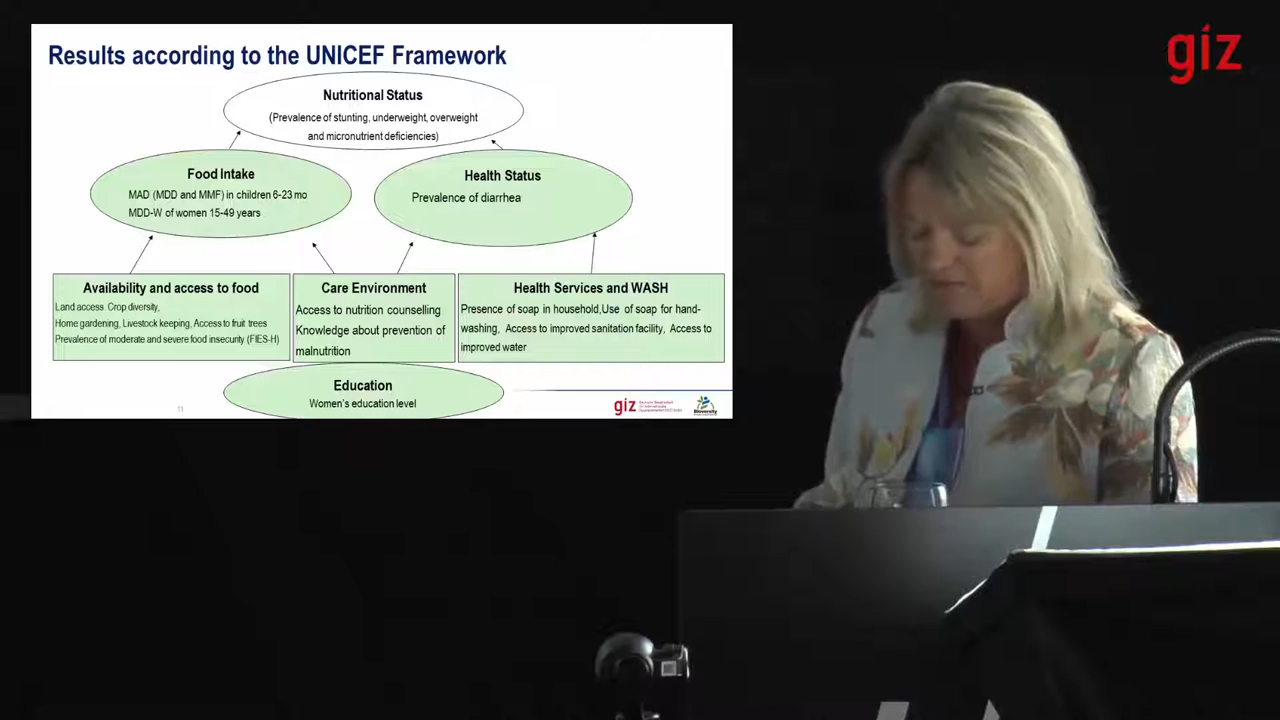 Results according to the UNICEF Framework
giz
Nutritional Status
(Prevalence of stunting, underweight, overweight
and micronutrient deficiencies)
Food Intake
MAD (MDD and MMF) in children 6-23 mo
MDD-W of women 15-49 years
Health Status
Prevalence of diarrhea
Availability and access to food
Land access Crop diversity,
Home gardening, Livestock keeping, Access to fruit trees
Prevalence of moderate and severe food insecurity (FIES-H)
Care Environment
Access to nutrition counselling
Knowledge about prevention of
malnutrition
Health Services and WASH
Presence of soap in household,Use of soap for hand-
washing, Access to improved sanitation facility, Access to
improved water
Education
Women's education level
11
giz
Bioversity